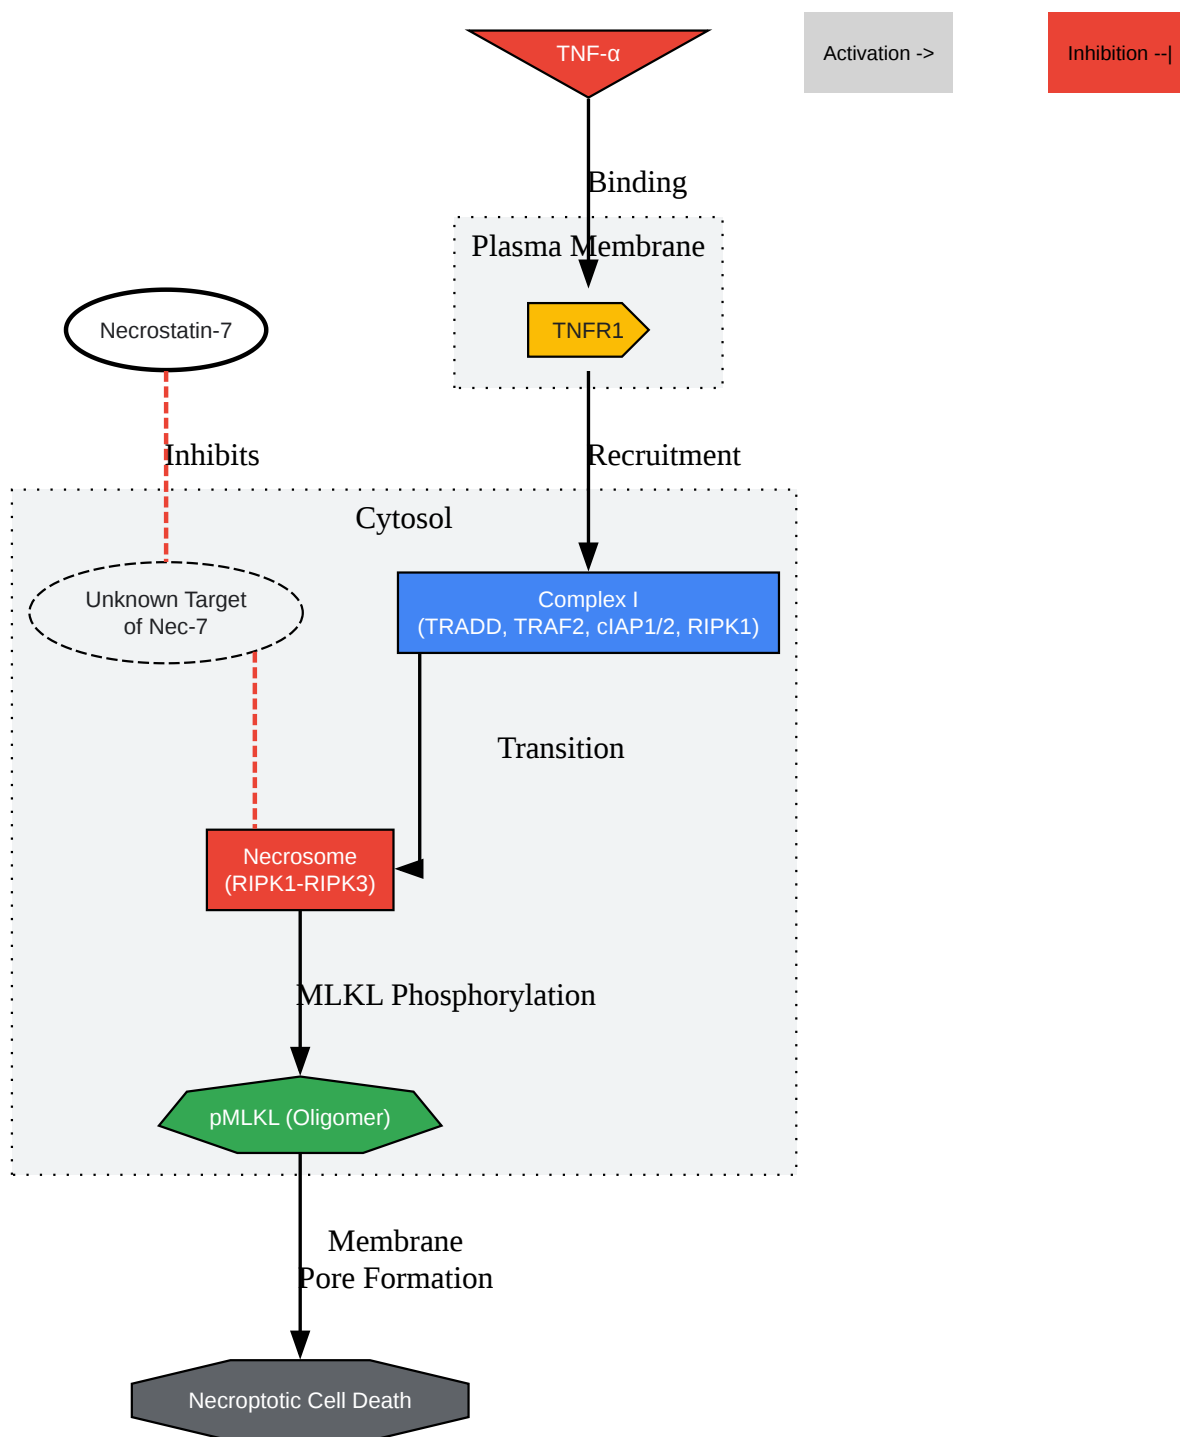 TNF-α
Activation ->
Inhibition --|
Binding
Plasma Membrane
TNFR1
Necrostatin-7
Inhibits
Recruitment
Cytosol
Unknown Target
of Nec-7
Complex I
(TRADD, TRAF2, cIAP1/2, RIPK1)
Transition
Necrosome
(RIPK1-RIPK3)
MLKL Phosphorylation
pMLKL (Oligomer)
Membrane
Pore Formation
Necroptotic Cell Death